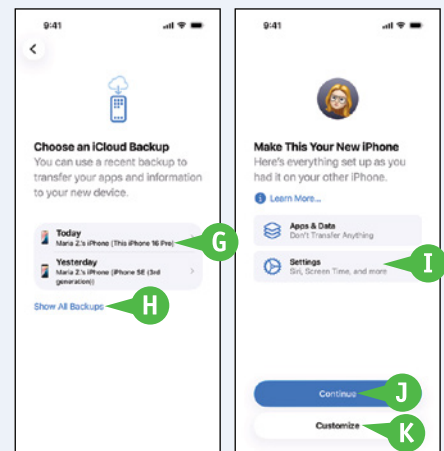 9:41
Choose an iCloud Backup
You can use a recent backup to
transfer your apps and information
to your new device.
Today
Maria Z.'s iPhone (This iPhone 16 Pro)
G
Yesterday
Maria Z.'s iPhone (iPhone SE (3rd
generation))
Show All Backups
H
9:41
Make This Your New iPhone
Here's everything set up as you
had it on your other iPhone.
Learn More...
Apps & Data
Don't Transfer Anything
Settings
Siri, Screen Time, and more
I
Continue
J
Customize
K